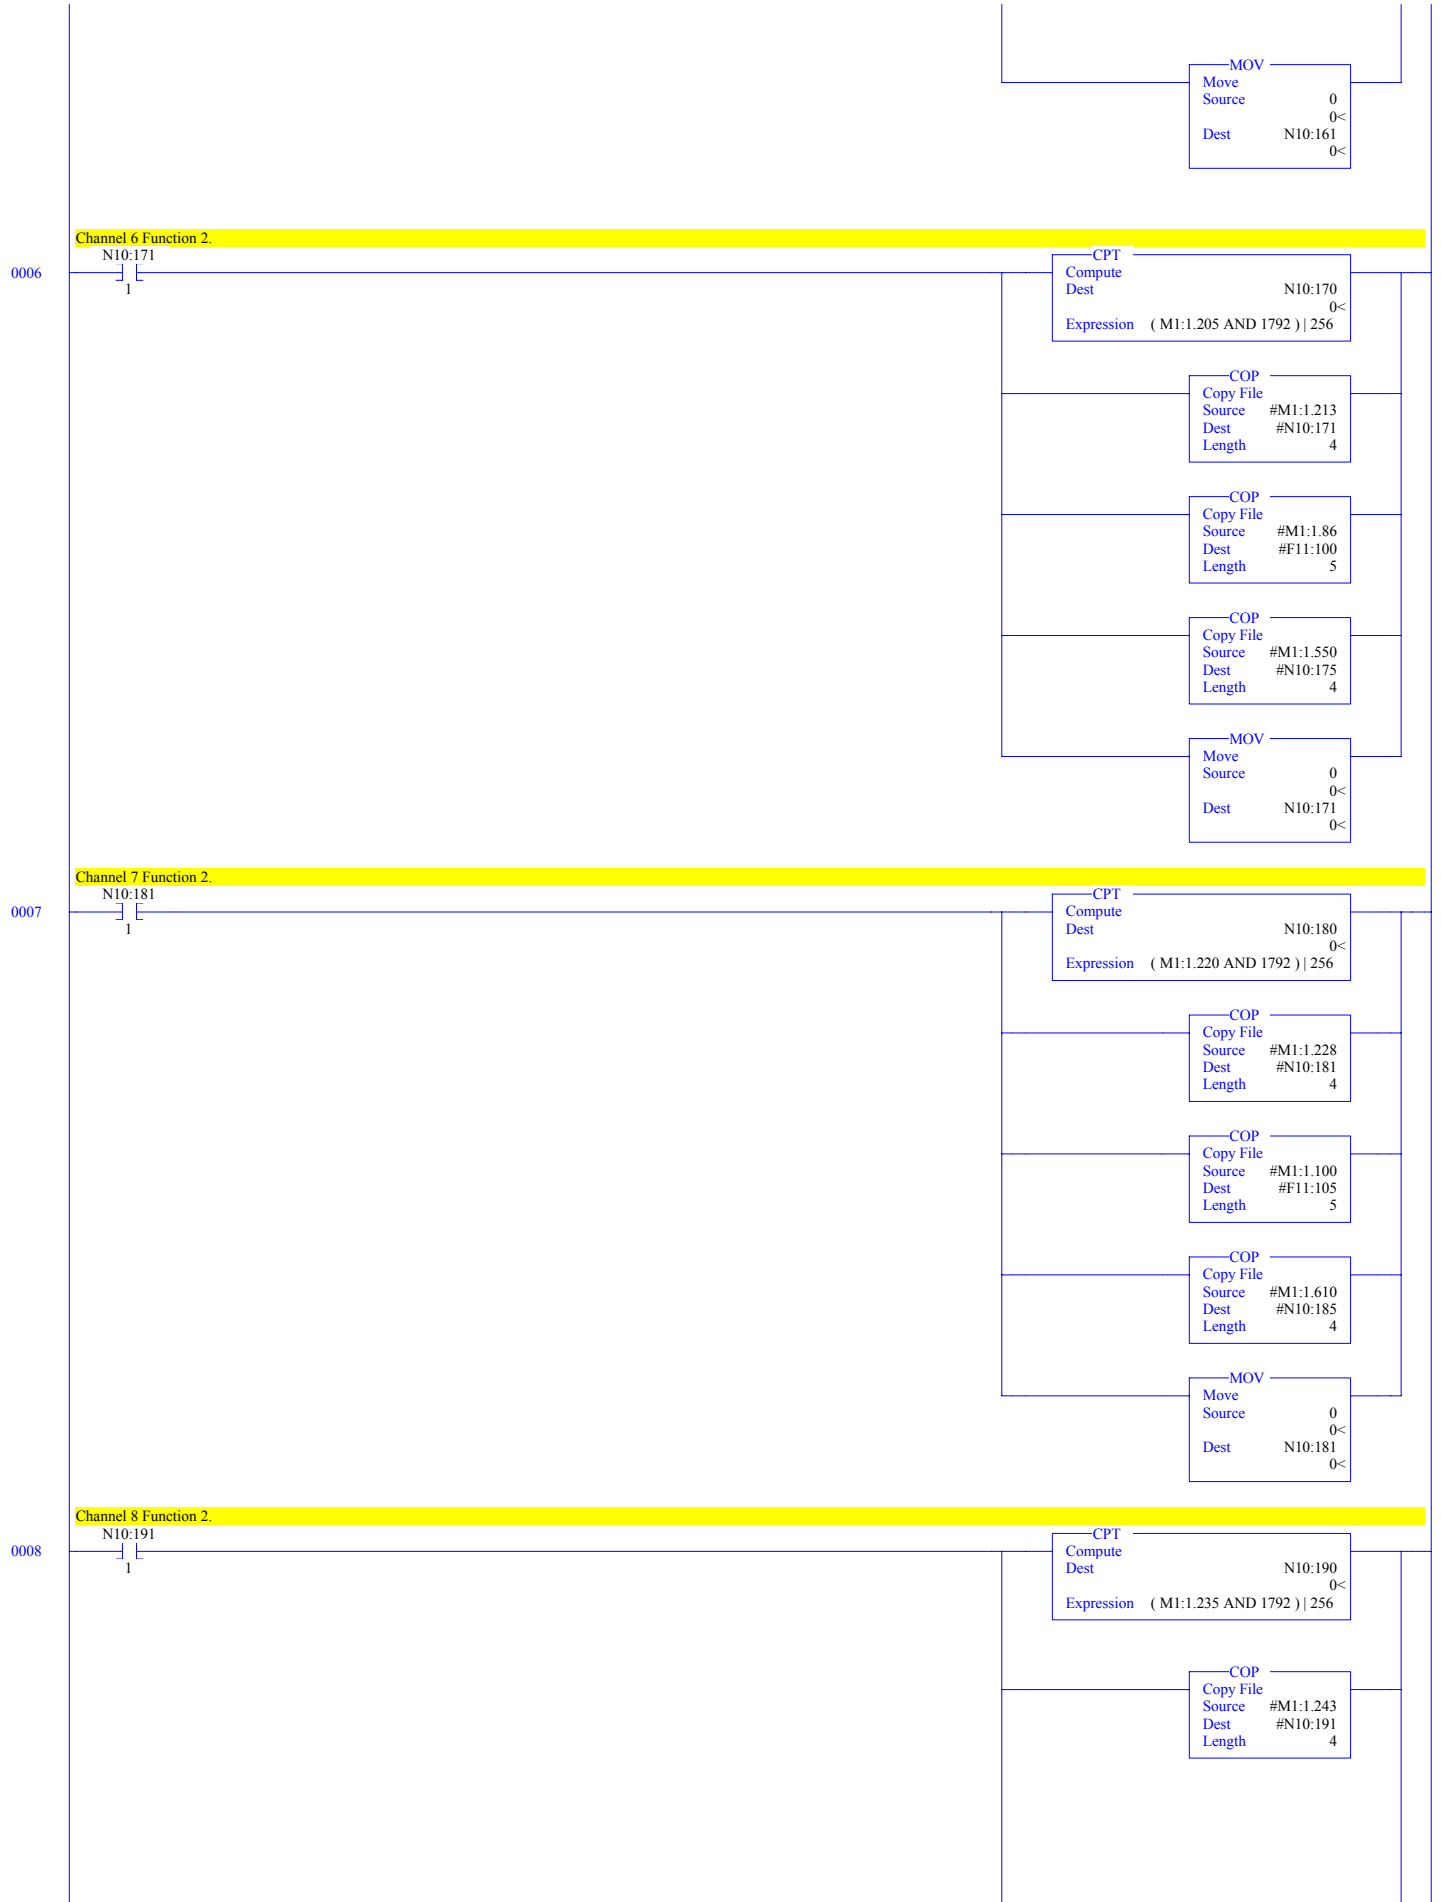 MOV
Move
Source 0
0<
Dest N10:161
0<
Channel 6 Function 2.
N10:171
0006
1
CPT
Compute
Dest N10:170
0<
Expression ( M1:1.205 AND 1792 ) | 256
COP
Copy File
Source #M1:1.213
Dest #N10:171
Length 4
COP
Copy File
Source #M1:1.86
Dest #F11:100
Length 5
COP
Copy File
Source #M1:1.550
Dest #N10:175
Length 4
MOV
Move
Source 0
0<
Dest N10:171
0<
Channel 7 Function 2.
N10:181
0007
1
CPT
Compute
Dest N10:180
0<
Expression ( M1:1.220 AND 1792 ) | 256
COP
Copy File
Source #M1:1.228
Dest #N10:181
Length 4
COP
Copy File
Source #M1:1.100
Dest #F11:105
Length 5
COP
Copy File
Source #M1:1.610
Dest #N10:185
Length 4
MOV
Move
Source 0
0<
Dest N10:181
0<
Channel 8 Function 2.
N10:191
0008
1
CPT
Compute
Dest N10:190
0<
Expression ( M1:1.235 AND 1792 ) | 256
COP
Copy File
Source #M1:1.243
Dest #N10:191
Length 4